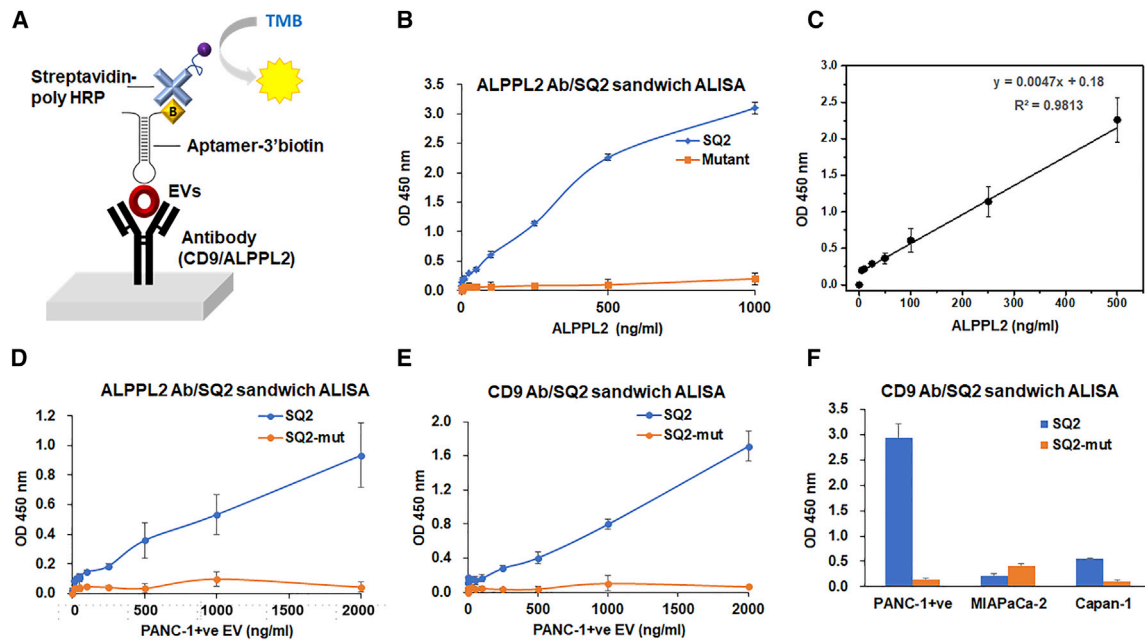 A
TMB
Streptavidin-
poly HRP
B
Aptamer-3'biotin
EVs
Antibody
(CD9/ALPPL2)
B
ALPPL2 Ab/SQ2 sandwich ALISA
SQ2
Mutant
OD 450 nm
3.5
3.0
2.5
2.0
1.5
1.0
0.5
0.0
0
500
1000
ALPPL2 (ng/ml)
C
y = 0.0047x + 0.18
R² = 0.9813
OD 450 nm
3.0
2.5
2.0
1.5
1.0
0.5
0.0
0
100
200
300
400
500
ALPPL2 (ng/ml)
D
ALPPL2 Ab/SQ2 sandwich ALISA
SQ2
SQ2-mut
OD 450 nm
1.2
1.0
0.8
0.6
0.4
0.2
0.0
0
500
1000
1500
2000
PANC-1+ve EV (ng/ml)
E
CD9 Ab/SQ2 sandwich ALISA
SQ2
SQ2-mut
OD 450 nm
2.0
1.6
1.2
0.8
0.4
0.0
0
500
1000
1500
2000
PANC-1+ve EV (ng/ml)
F
CD9 Ab/SQ2 sandwich ALISA
SQ2
SQ2-mut
OD 450 nm
3.5
3.0
2.5
2.0
1.5
1.0
0.5
0.0
PANC-1+ve
MIAPaCa-2
Capan-1